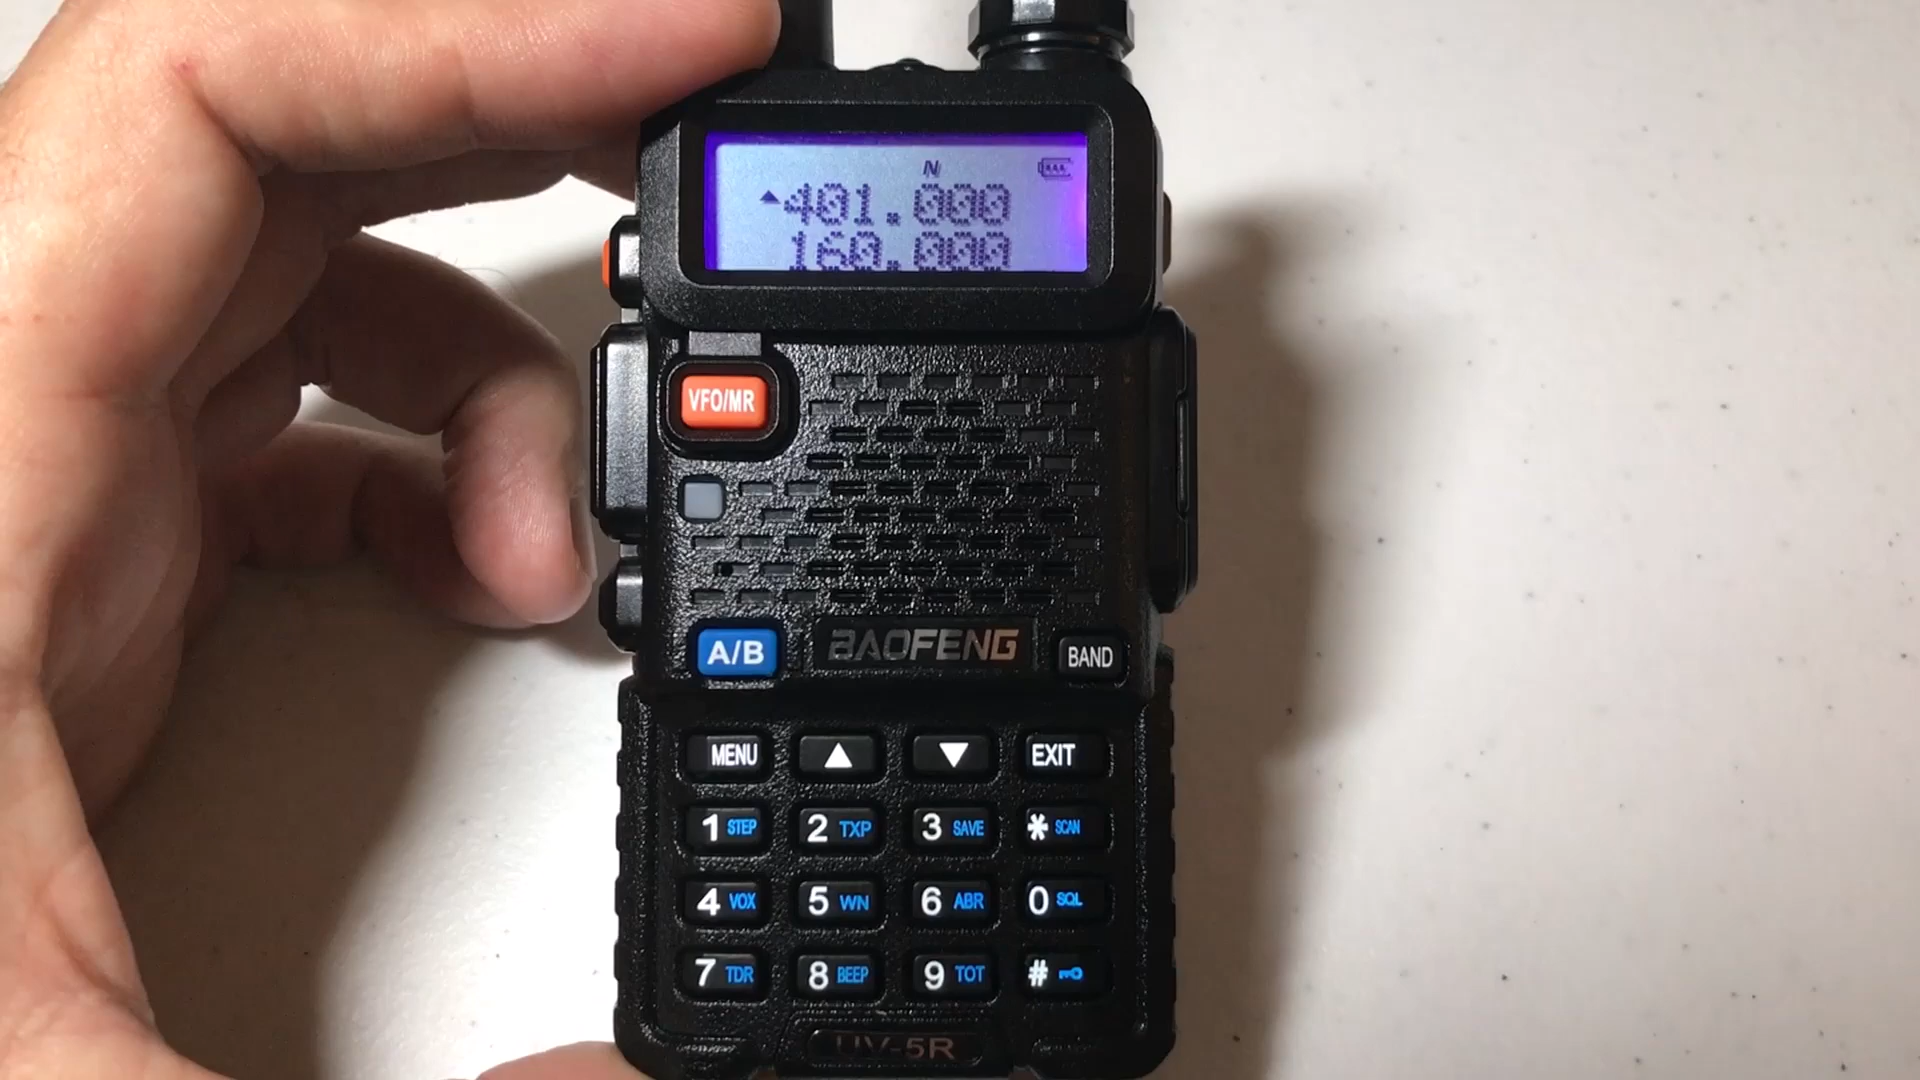 N
▲401.000
160.000
VFO/MR
A/B BAOFENG BAND
MENU ▲ ▼ EXIT
1 STEP 2 TXP 3 SAVE * SCAN
4 VOX 5 WN 6 ABR 0 SQL
7 TDR 8 BEEP 9 TOT #
UV-5R